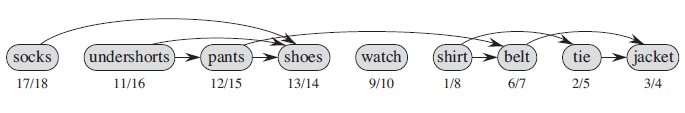 socks undershorts pants shoes watch shirt belt tie jacket
17/18 11/16 12/15 13/14 9/10 1/8 6/7 2/5 3/4